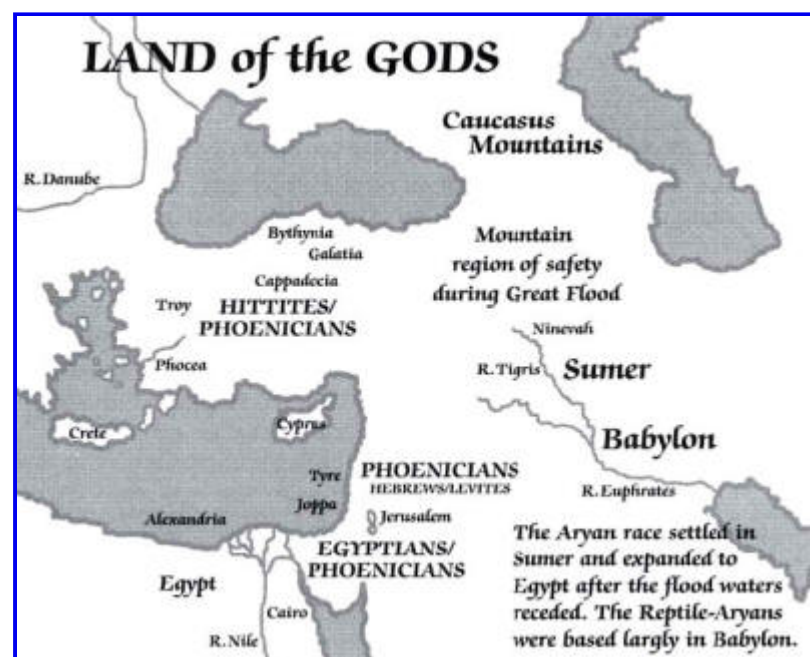 LAND of the GODS
Caucasus
Mountains
R.Danube
Bythynia
Galatia
Mountain
region of safety
during Great Flood
Cappadecia
Troy
HITTITES/
PHOENICIANS
Ninevah
Phocea
R.Tigris
Sumer
Crete
Cyprus
Babylon
Tyre
PHOENICIANS
HEBREWS/LEVITES
R.Euphrates
Joppa
Alexandria
Jerusalem
The Aryan race settled in
Sumer and expanded to
Egypt after the flood waters
receded. The Reptile-Aryans
were based largely in Babylon.
EGYPTIANS/
PHOENICIANS
Egypt
Cairo
R.Nile